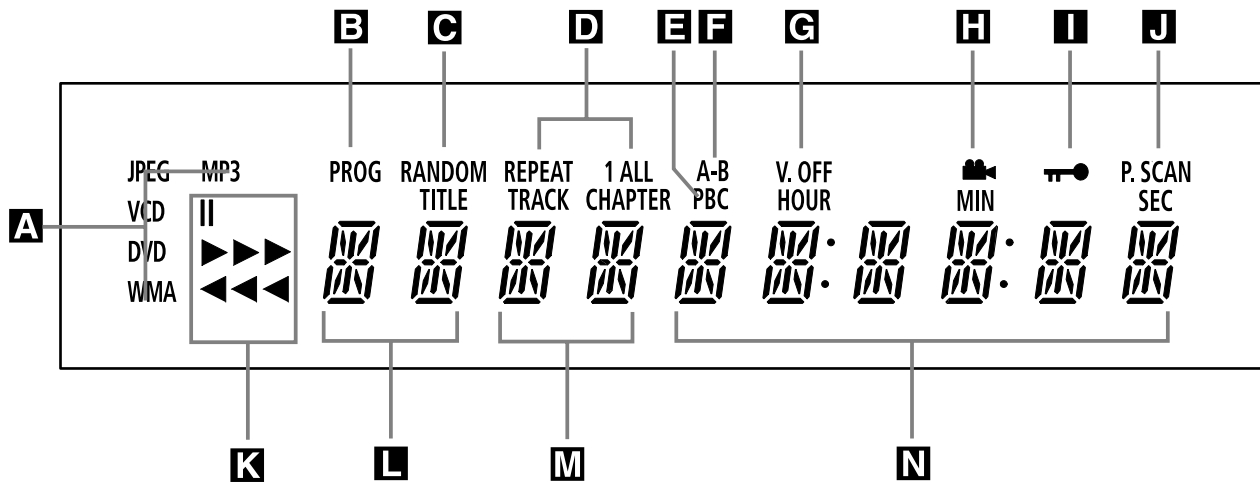 B C D E F G H I J
JPEG MP3 PROG RANDOM REPEAT 1 ALL A-B V. OFF P. SCAN
TITLE TRACK CHAPTER PBC HOUR MIN SEC
A VCD
DVD
WMA
K L M N